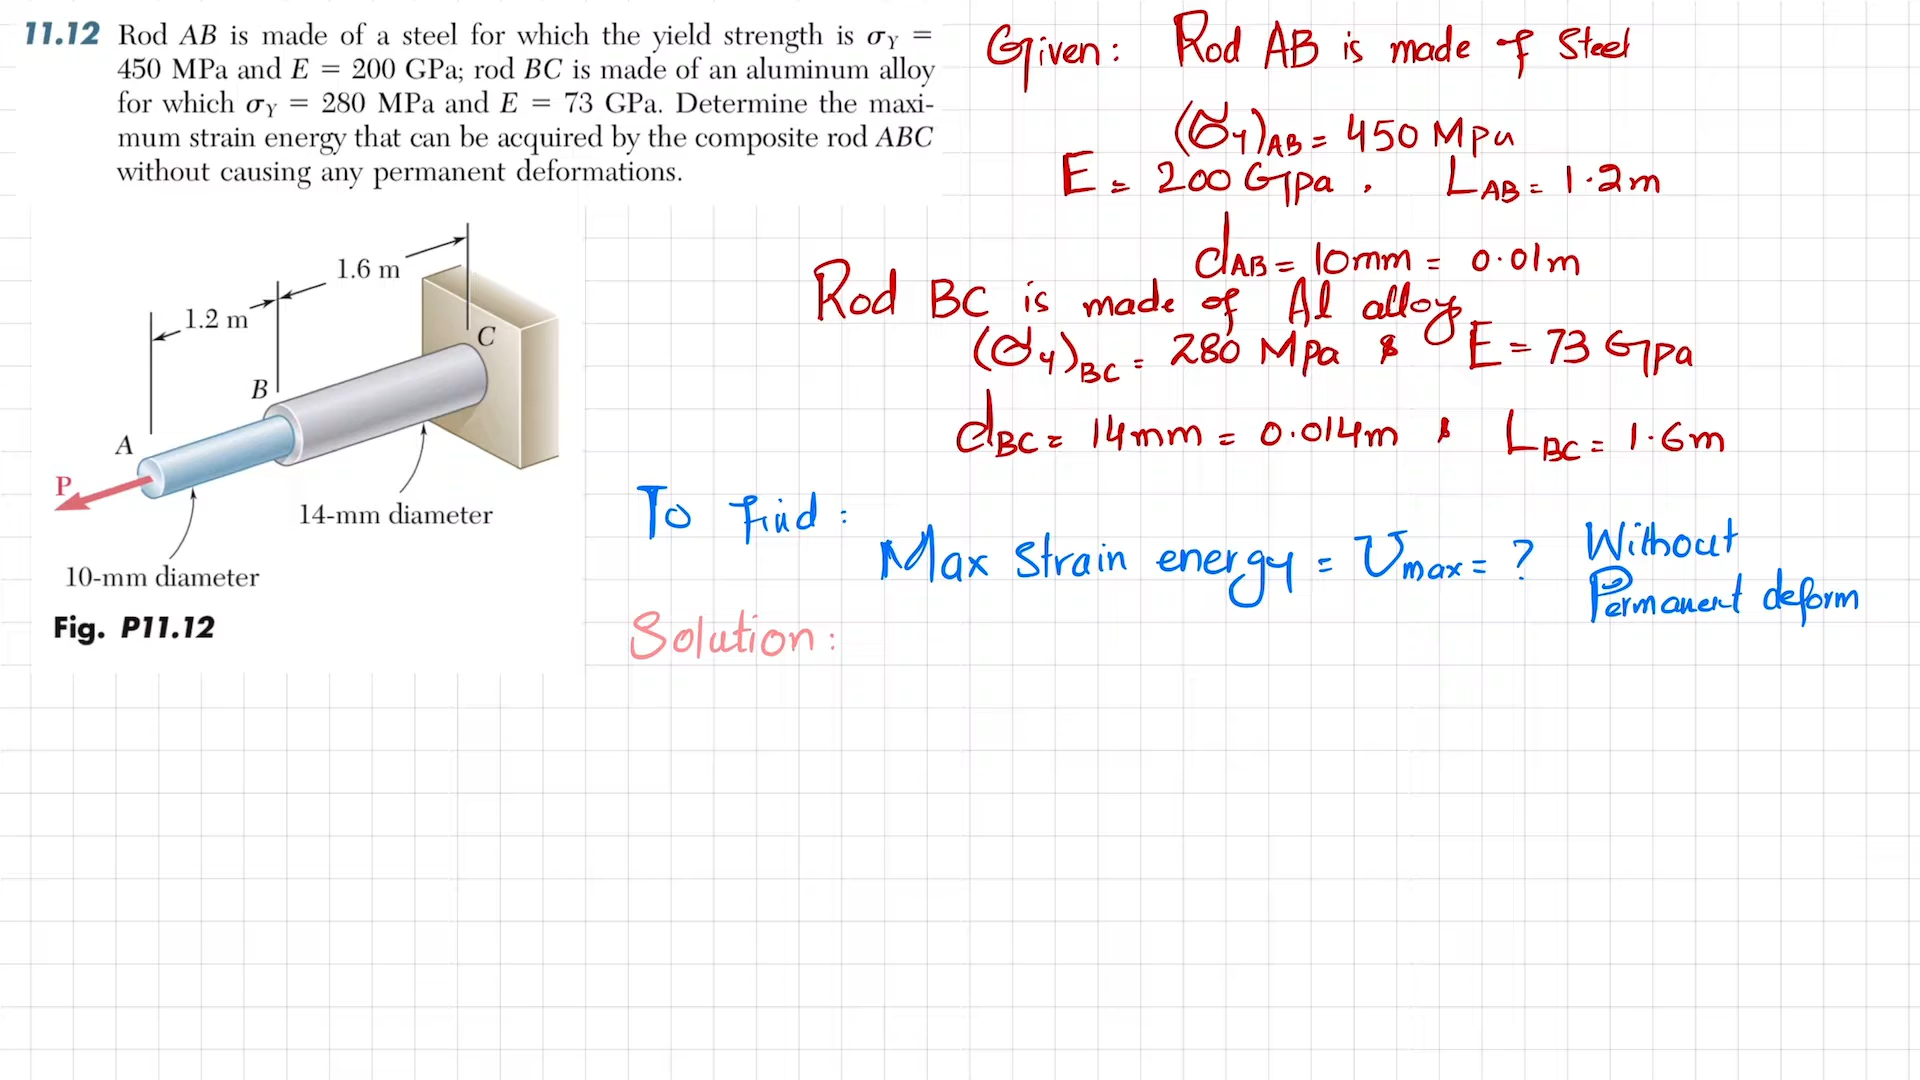 11.12 Rod AB is made of a steel for which the yield strength is σY =
450 MPa and E = 200 GPa; rod BC is made of an aluminum alloy
for which σY = 280 MPa and E = 73 GPa. Determine the maxi-
mum strain energy that can be acquired by the composite rod ABC
without causing any permanent deformations.
1.6 m
1.2 m
C
B
A
P
14-mm diameter
10-mm diameter
Fig. P11.12
Given: Rod AB is made of Steel
(σY)AB = 450 Mpa
E = 200 Gpa , LAB = 1.2m
dAB = 10mm = 0.01m
Rod BC is made of Al alloy
(σY)BC = 280 Mpa & E = 73 Gpa
dBC = 14mm = 0.014m & LBC = 1.6m
To find:
Max Strain energy = Umax = ? Without
Permanent deform
Solution: